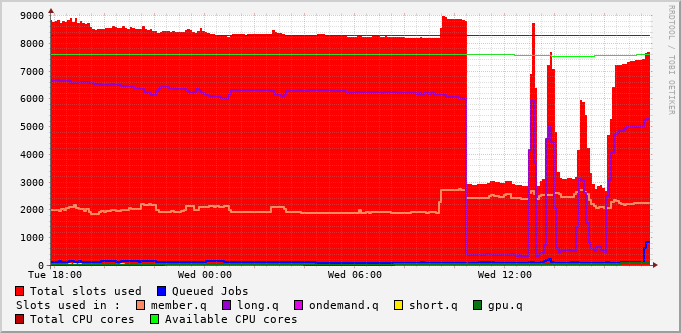 9000
8000
7000
6000
5000
4000
3000
2000
1000
0
Tue 18:00 Wed 00:00 Wed 06:00 Wed 12:00
RRDTOOL / TOBI OETIKER
Total slots used Queued Jobs
Slots used in : member.q long.q ondemand.q short.q gpu.q
Total CPU cores Available CPU cores